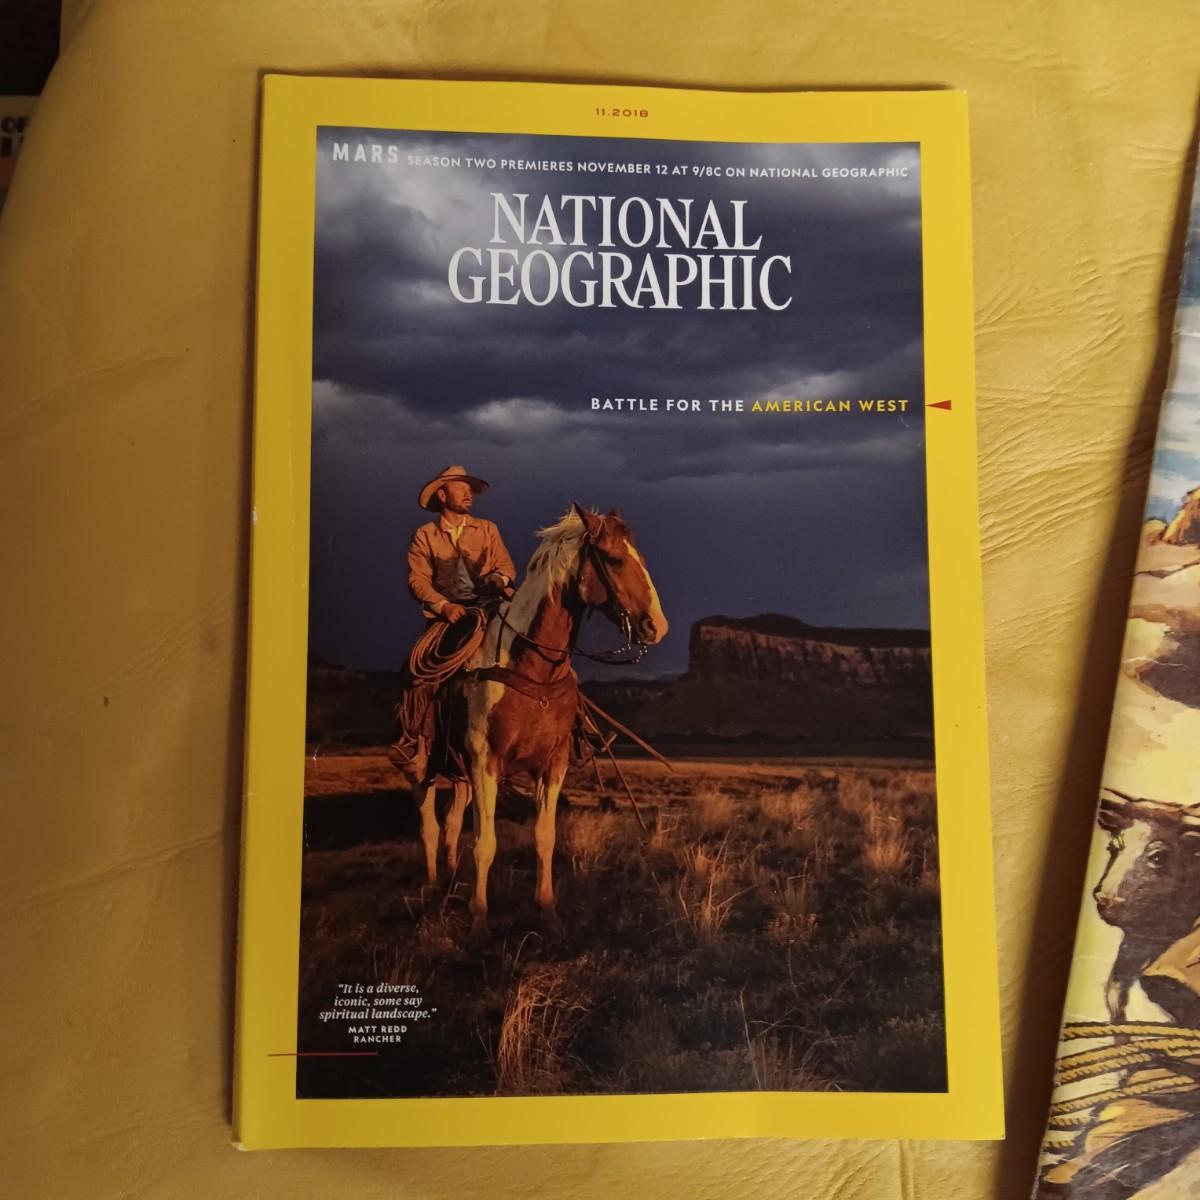 11.2018
MARS SEASON TWO PREMIERES NOVEMBER 12 AT 9/8C ON NATIONAL GEOGRAPHIC
NATIONAL
GEOGRAPHIC
BATTLE FOR THE AMERICAN WEST
“It is a diverse,
iconic, some say
spiritual landscape.”
MATT REDD
RANCHER
OF